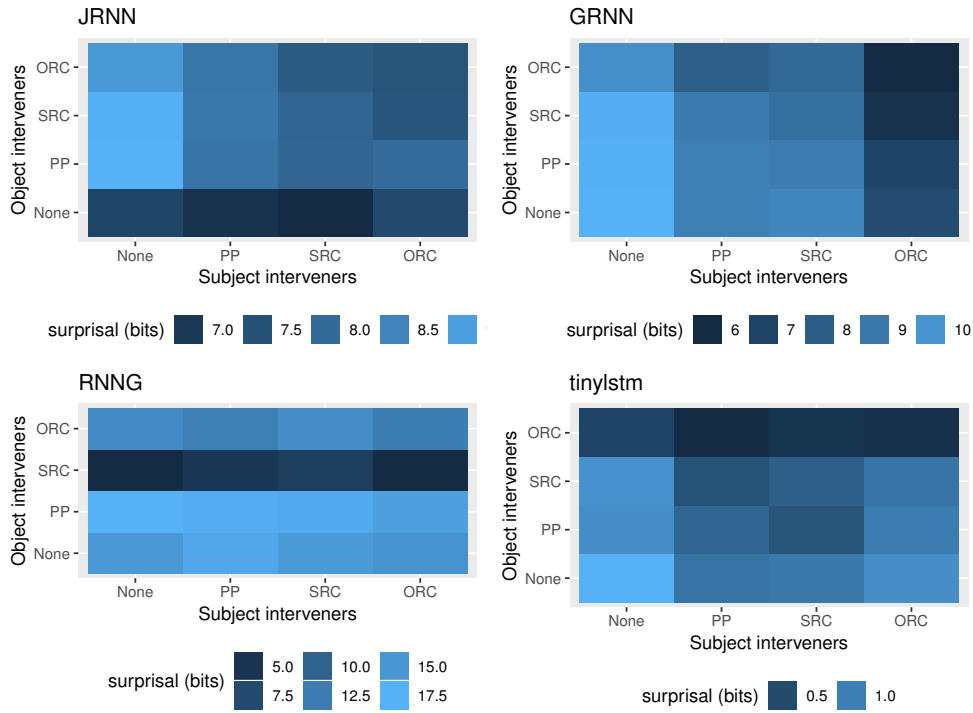 JRNN
Object interveners
ORC
SRC
PP
None
None PP SRC ORC
Subject interveners
surprisal (bits) 7.0 7.5 8.0 8.5
GRNN
Object interveners
ORC
SRC
PP
None
None PP SRC ORC
Subject interveners
surprisal (bits) 6 7 8 9 10
RNNG
Object interveners
ORC
SRC
PP
None
None PP SRC ORC
Subject interveners
surprisal (bits)
5.0 10.0 15.0
7.5 12.5 17.5
tinylstm
Object interveners
ORC
SRC
PP
None
None PP SRC ORC
Subject interveners
surprisal (bits) 0.5 1.0